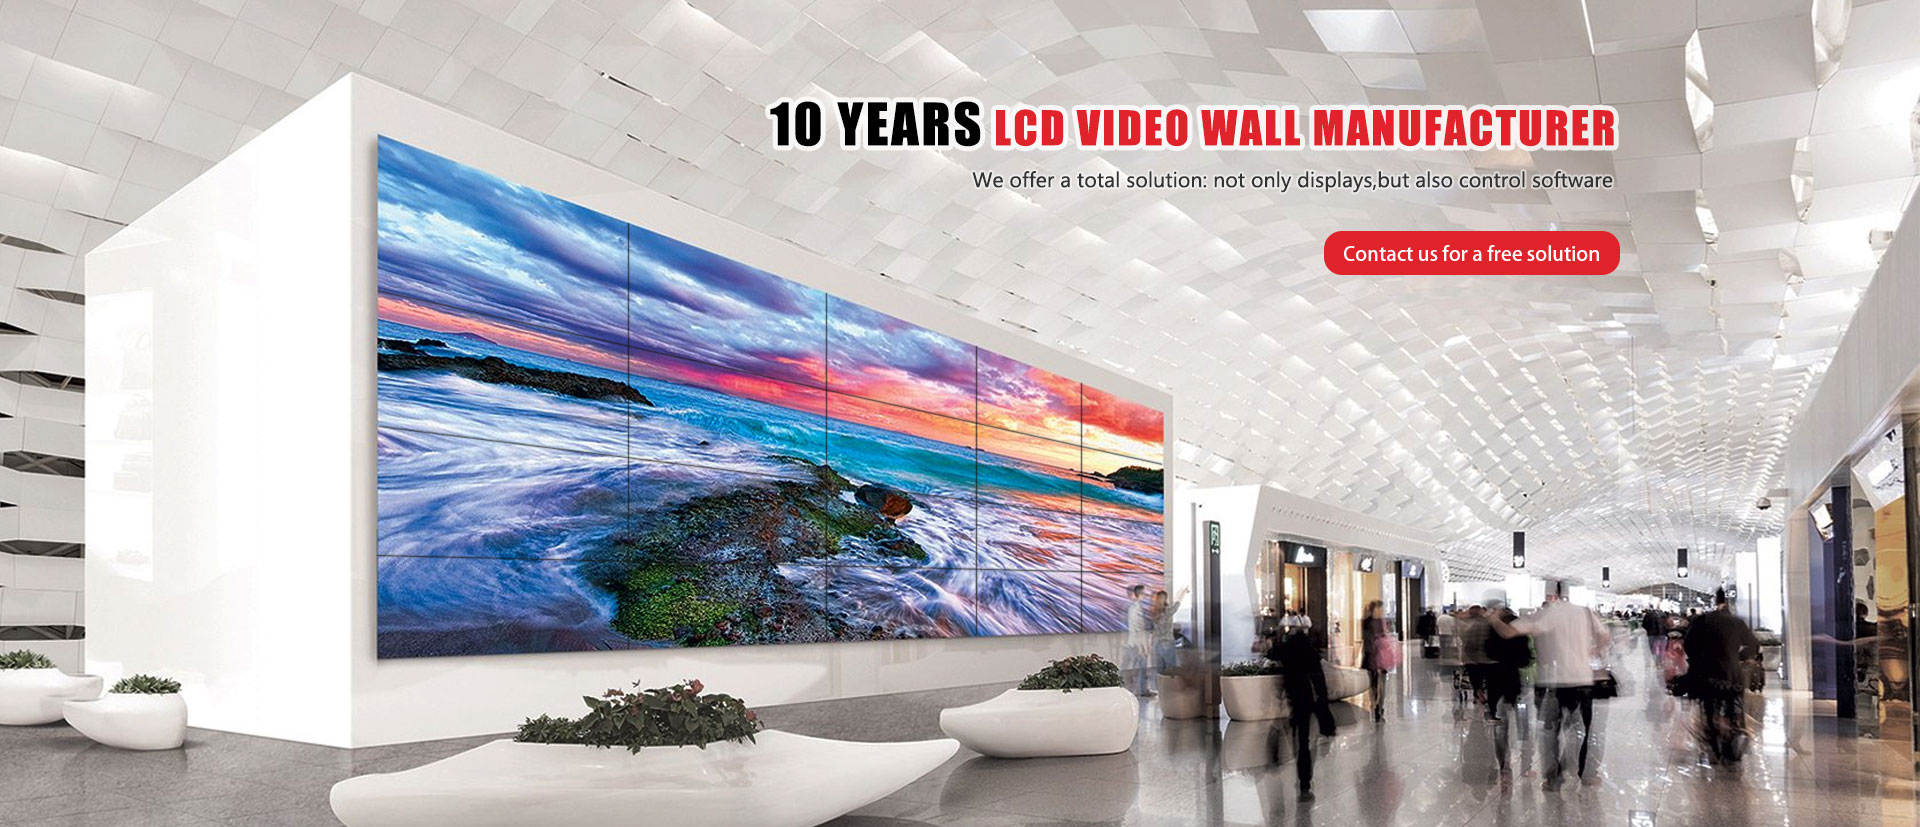 10 YEARS LCD VIDEO WALL MANUFACTURER
We offer a total solution: not only displays,but also control software
Contact us for a free solution